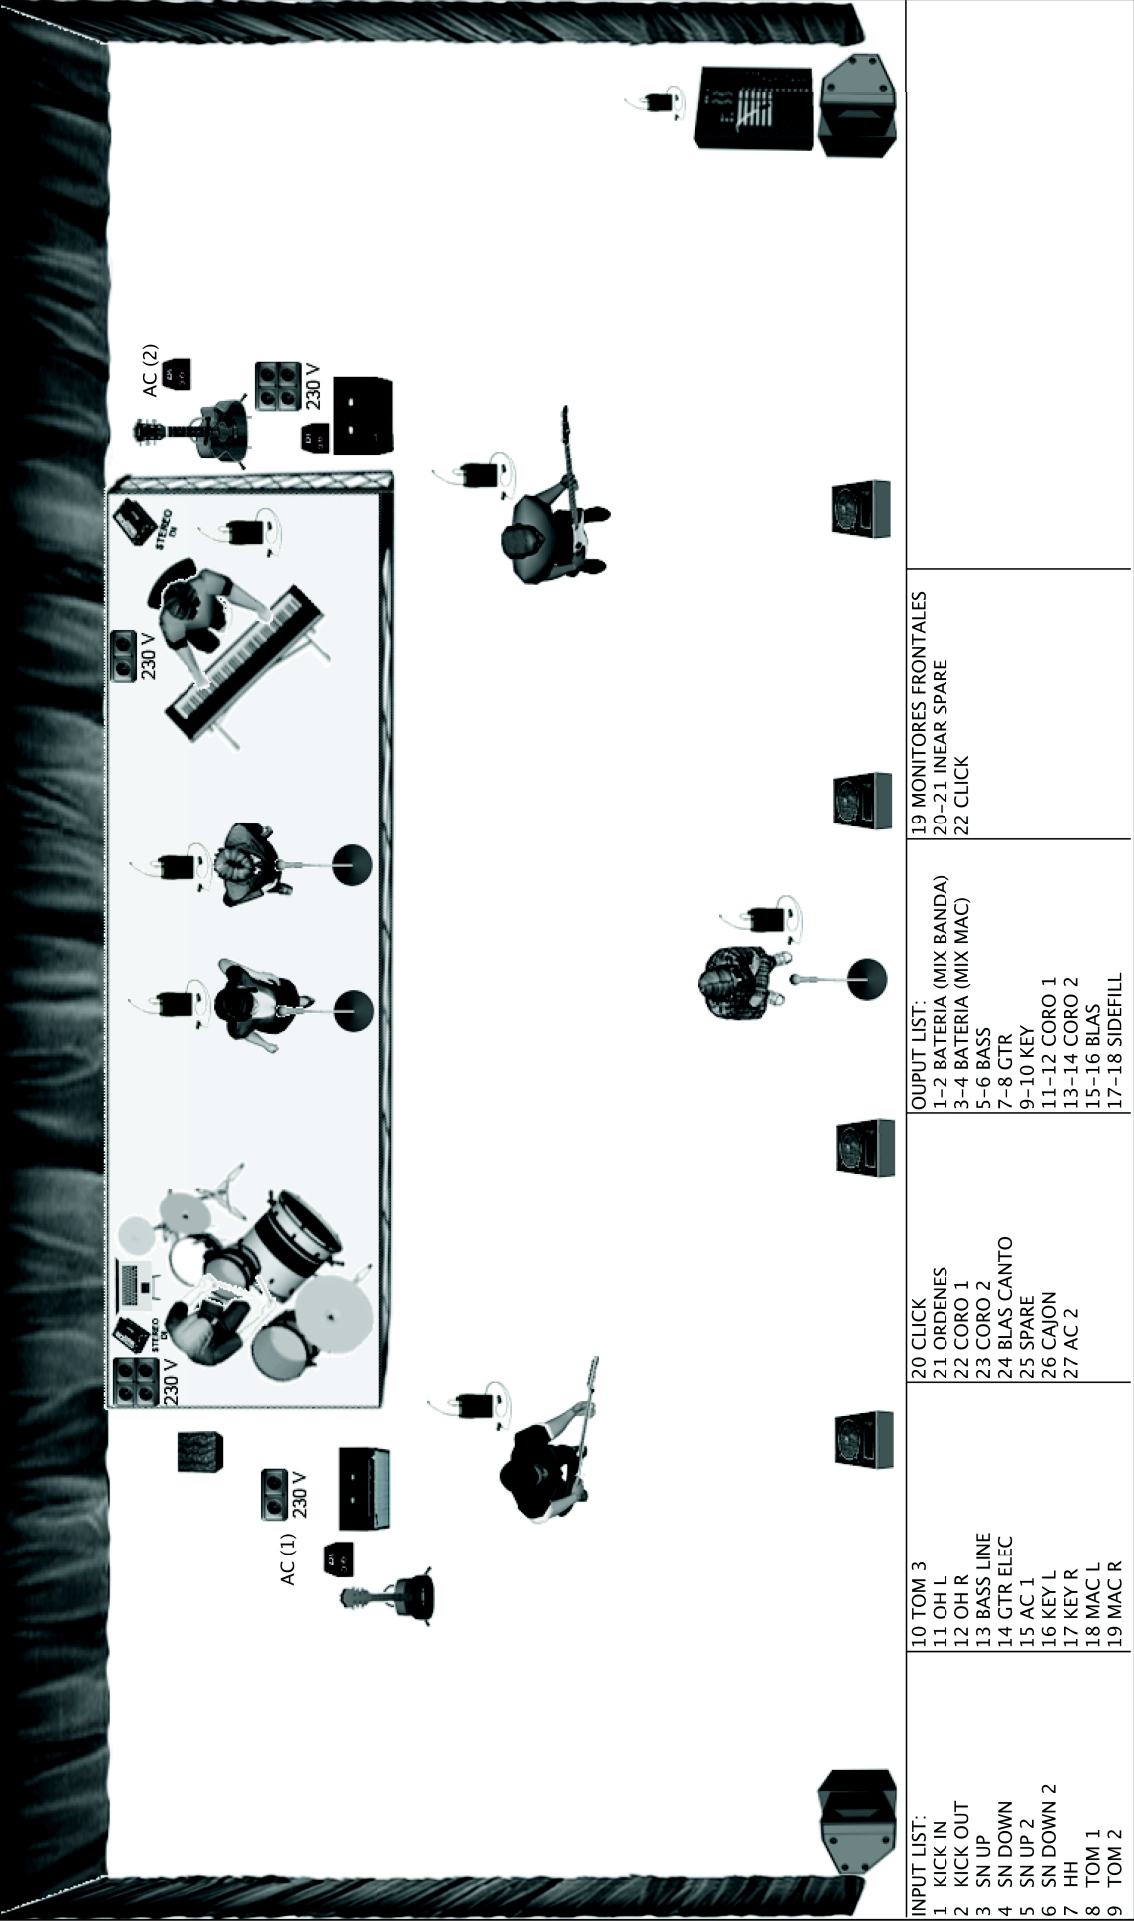 AC (2)
230 V
STEREO
DI
230 V
STEREO
DI
230 V
230 V
AC (1)
INPUT LIST:
1 KICK IN
2 KICK OUT
3 SN UP
4 SN DOWN
5 SN UP 2
6 SN DOWN 2
7 HH
8 TOM 1
9 TOM 2
10 TOM 3
11 OH L
12 OH R
13 BASS LINE
14 GTR ELEC
15 AC 1
16 KEY L
17 KEY R
18 MAC L
19 MAC R
20 CLICK
21 ORDENES
22 CORO 1
23 CORO 2
24 BLAS CANTO
25 SPARE
26 CAJON
27 AC 2
OUPUT LIST:
1-2 BATERIA (MIX BANDA)
3-4 BATERIA (MIX MAC)
5-6 BASS
7-8 GTR
9-10 KEY
11-12 CORO 1
13-14 CORO 2
15-16 BLAS
17-18 SIDEFILL
19 MONITORES FRONTALES
20-21 INEAR SPARE
22 CLICK